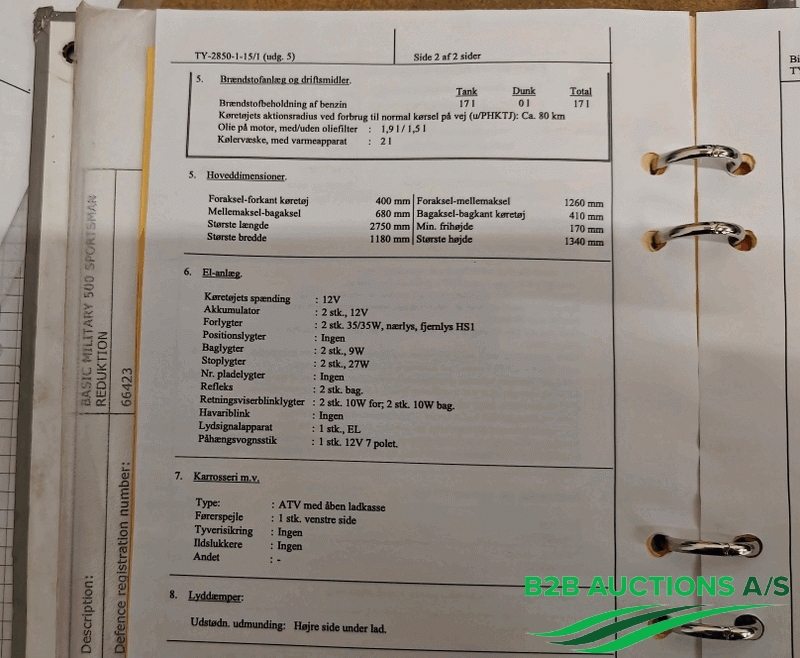 TY-2850-1-15/1 (udg. 5) Side 2 af 2 sider
5. Brændstofanlæg og driftsmidler.
Tank Dunk Total
Brændstofbeholdning af benzin 17 l 0 l 17 l
Køretøjets aktionsradius ved forbrug til normal kørsel på vej (u/PHKTJ): Ca. 80 km
Olie på motor, med/uden oliefilter : 1,9 l / 1,5 l
Kølervæske, med varmeapparat : 2 l
5. Hoveddimensioner.
Foraksel-forkant køretøj 400 mm Foraksel-mellemaksel 1260 mm
Mellemaksel-bagaksel 680 mm Bagaksel-bagkant køretøj 410 mm
Største længde 2750 mm Min. frihøjde 170 mm
Største bredde 1180 mm Største højde 1340 mm
6. El-anlæg.
Køretøjets spænding : 12V
Akkumulator : 2 stk., 12V
Forlygter : 2 stk. 35/35W, nærlys, fjernlys HS1
Positionslygter : Ingen
Baglygter : 2 stk., 9W
Stoplygter : 2 stk., 27W
Nr. pladelygter : Ingen
Refleks : 2 stk. bag.
Retningsviserblinklygter : 2 stk. 10W for; 2 stk. 10W bag.
Havariblink : Ingen
Lydsignalapparat : 1 stk., EL
Påhængsvognsstik : 1 stk. 12V 7 polet.
7. Karrosseri m.v.
Type: : ATV med åben ladkasse
Førerspejle : 1 stk. venstre side
Tyverisikring : Ingen
Ildslukkere : Ingen
Andet : -
8. Lyddæmper:
Udstødn. udmunding: Højre side under lad.
Description: BASIC MILITARY 500 SPORTSMAN
REDUKTION
Defence registration number: 66423
Bi
TY
B2B AUCTIONS A/S